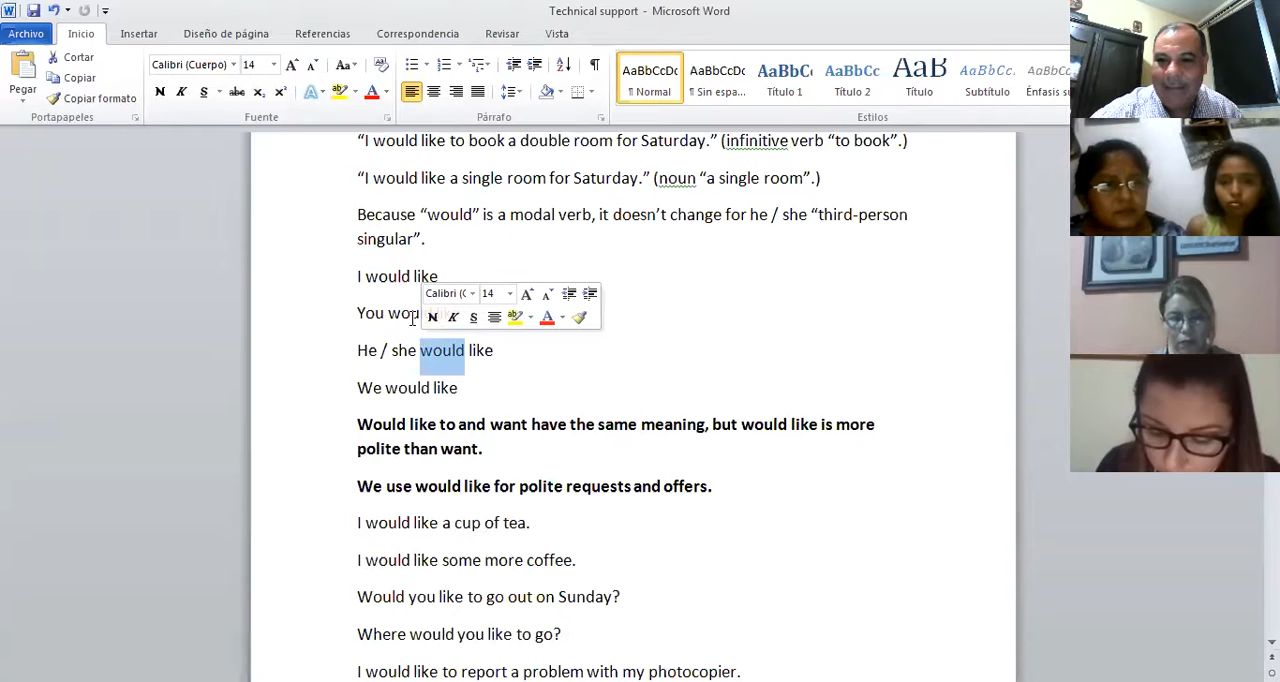 Technical support - Microsoft Word
Archivo Inicio Insertar Diseño de página Referencias Correspondencia Revisar Vista
Cortar
Copiar
Copiar formato
Pegar
Portapapeles
Calibri (Cuerpo) 14
Fuente
Párrafo
AaBbCcDc AaBbCcDc AaBbC AaBbCc AaB AaBbCc. AaBbC
¶ Normal ¶ Sin espa... Título 1 Título 2 Título Subtítulo Énfasis su
Estilos
“I would like to book a double room for Saturday.” (infinitive verb “to book”.)
“I would like a single room for Saturday.” (noun “a single room”.)
Because “would” is a modal verb, it doesn’t change for he / she “third-person
singular”.
I would like
Calibri (C 14
You wou
He / she would like
We would like
Would like to and want have the same meaning, but would like is more
polite than want.
We use would like for polite requests and offers.
I would like a cup of tea.
I would like some more coffee.
Would you like to go out on Sunday?
Where would you like to go?
I would like to report a problem with my photocopier.